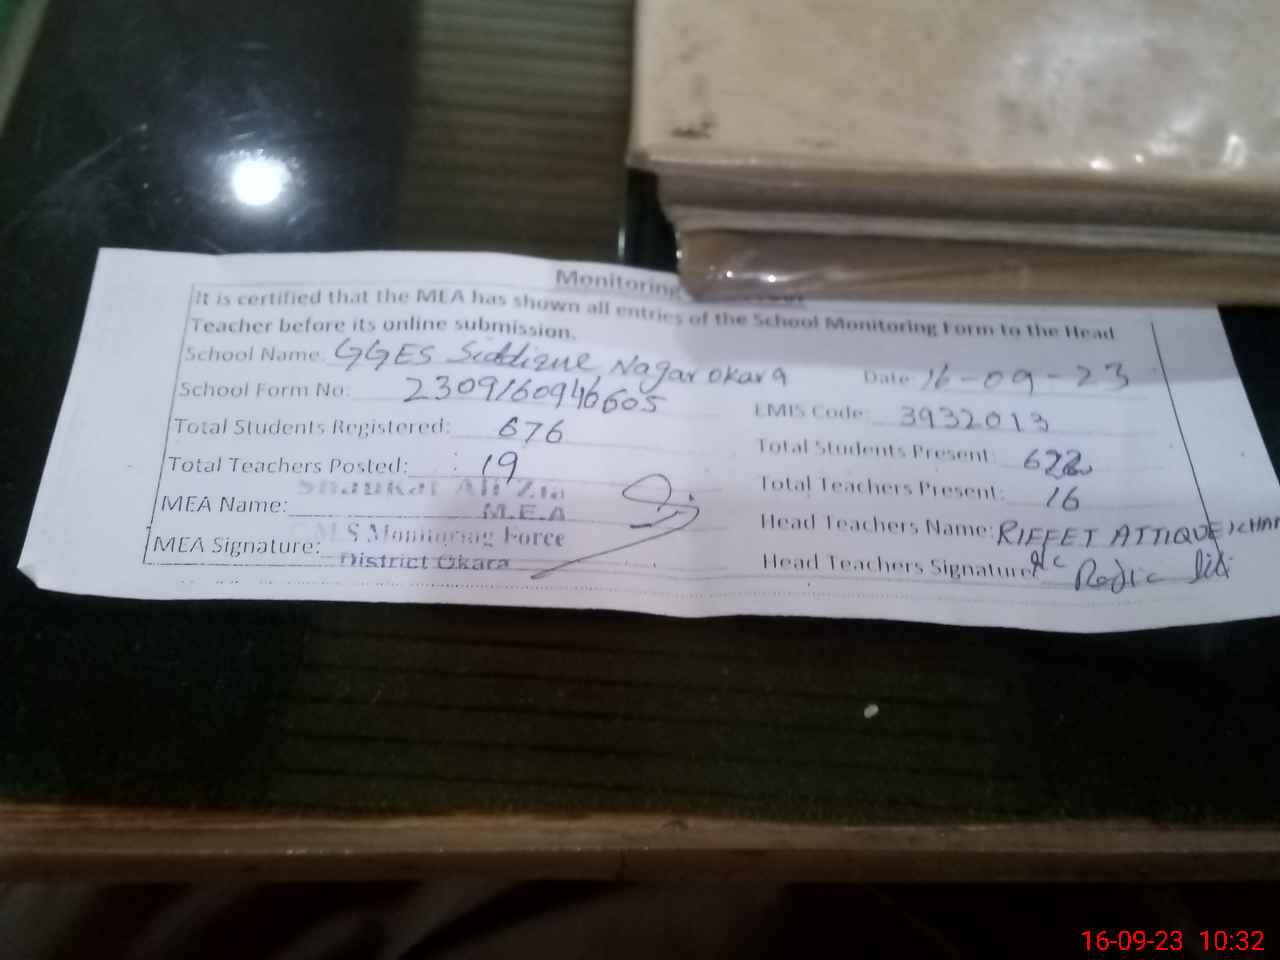 Monitoring
It is certified that the MEA has shown all entries of the School Monitoring Form to the Head
Teacher before its online submission.
School Name: GGES Siddique Nagar okara Date: 16-09-23
School Form No: 2309160946605 EMIS Code: 3932013
Total Students Registered: 676 Total Students Present:
Total Teachers Posted: 19 Total Teachers Present: 16
MEA Name: Shaukat Ali Zia Head Teachers Name: RIFFET ATTIQUE
M.E.A
MEA Signature: Monitoring Force Head Teachers Signature:
District Okara
16-09-23 10:32